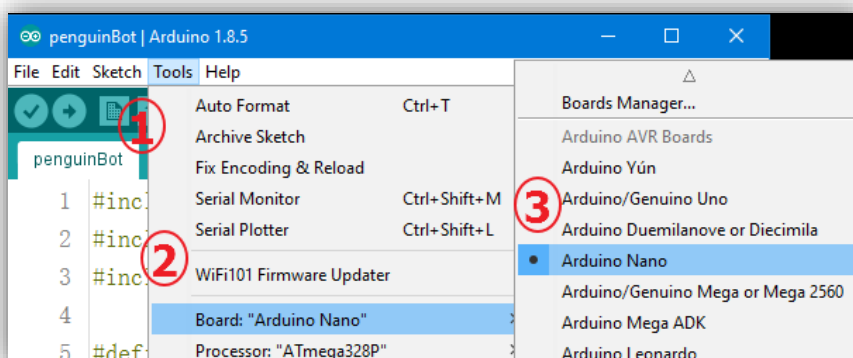 penguinBot | Arduino 1.8.5
File Edit Sketch Tools Help
1
penguinBot
1 #incl
2 #incl
3 #incl
4
5 #defi
2
Auto Format Ctrl+T
Archive Sketch
Fix Encoding & Reload
Serial Monitor Ctrl+Shift+M
Serial Plotter Ctrl+Shift+L
WiFi101 Firmware Updater
Board: "Arduino Nano"
Processor: "ATmega328P"
3
Boards Manager...
Arduino AVR Boards
Arduino Yún
Arduino/Genuino Uno
Arduino Duemilanove or Diecimila
Arduino Nano
Arduino/Genuino Mega or Mega 2560
Arduino Mega ADK
Arduino Leonardo